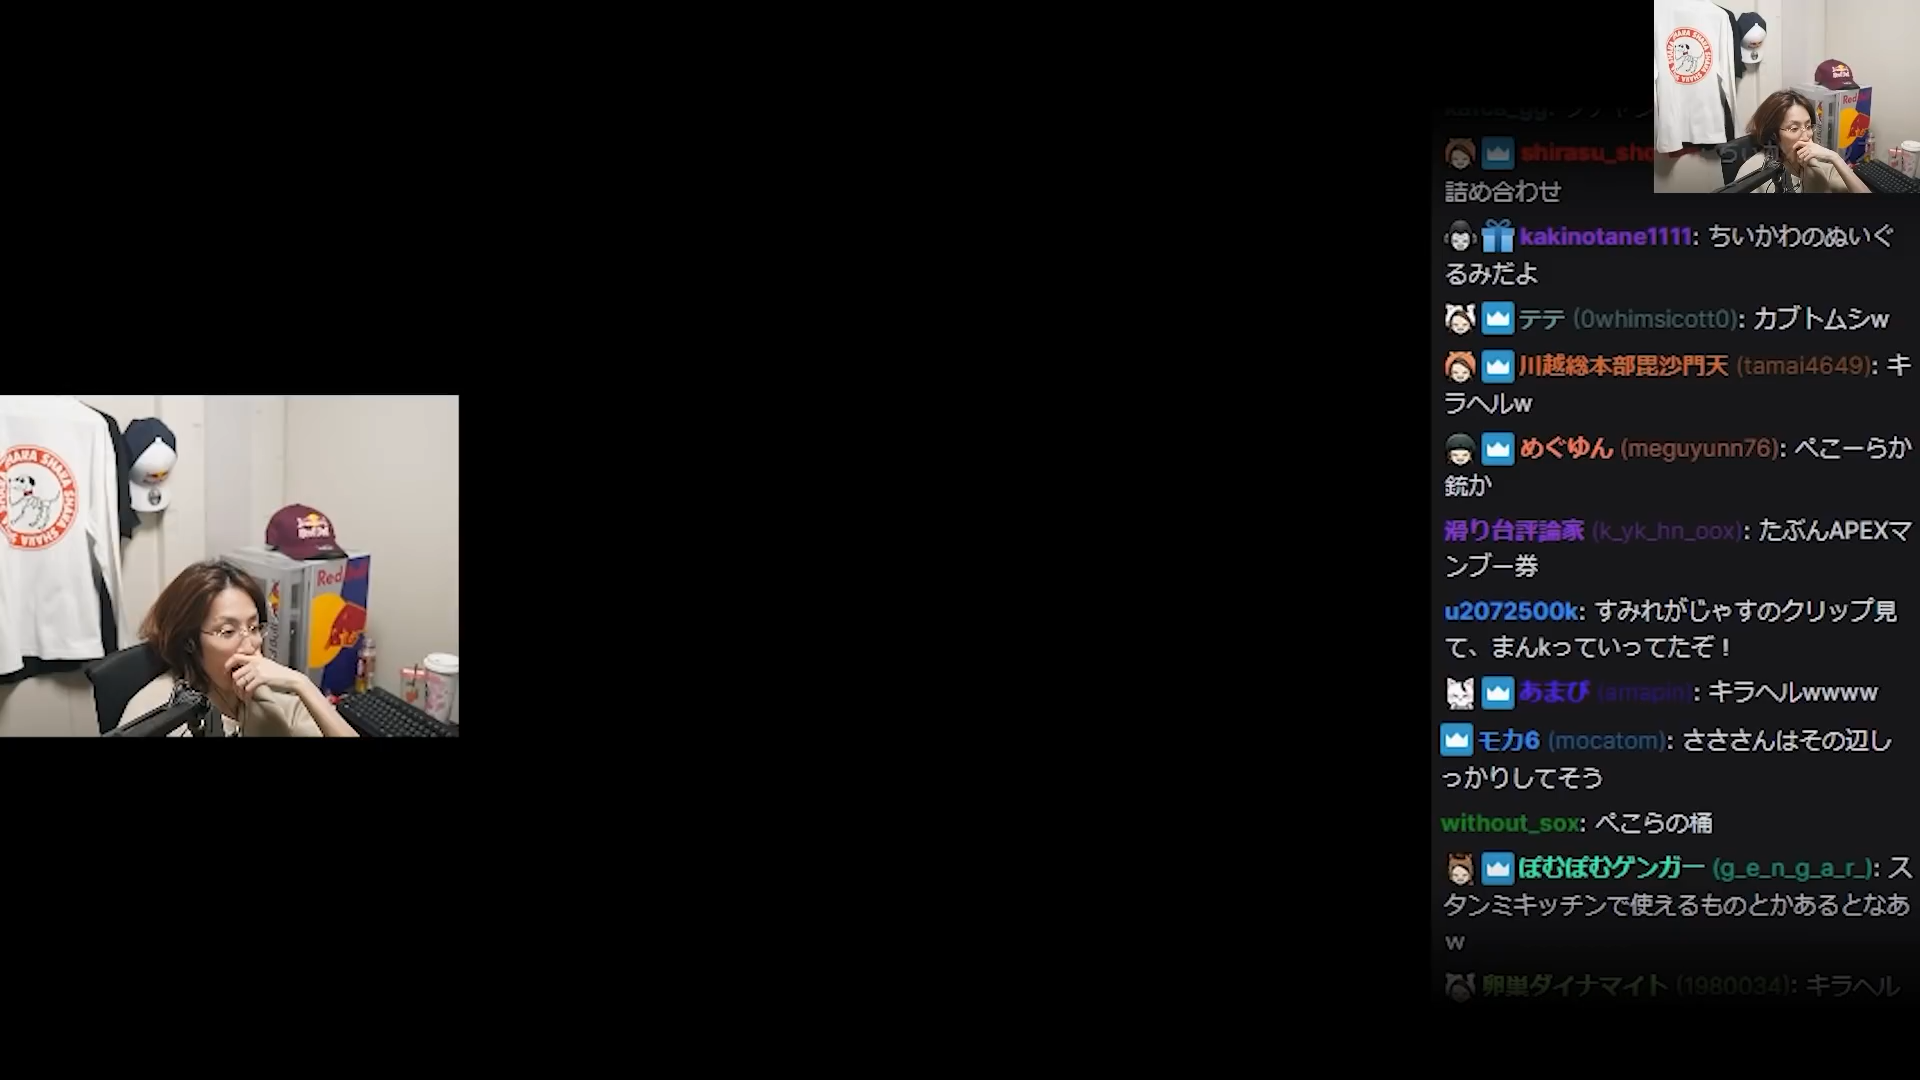 shirasu_sho
詰め合わせ
kakinotane1111: ちいかわのぬいぐ
るみだよ
テテ (0whimsicott0): カブトムシw
川越総本部毘沙門天 (tamai4649): キ
ラヘルw
めぐゆん (meguyunn76): ぺこーらか
銃か
滑り台評論家 (k_yk_hn_oox): たぶんAPEXマ
ンブー券
u2072500k: すみれがじゃすのクリップ見
て、まんkっていってたぞ！
あまぴ (amapin): キラヘルwwww
モカ6 (mocatom): さささんはその辺し
っかりしてそう
without_sox: ぺこらの桶
ぽむぽむゲンガー (g_e_n_g_a_r_): ス
タンミキッチンで使えるものとかあるとなあ
w
卵巣ダイナマイト (1980034): キラヘル
SHAKA SHAKA
Red Bull
Red Bull